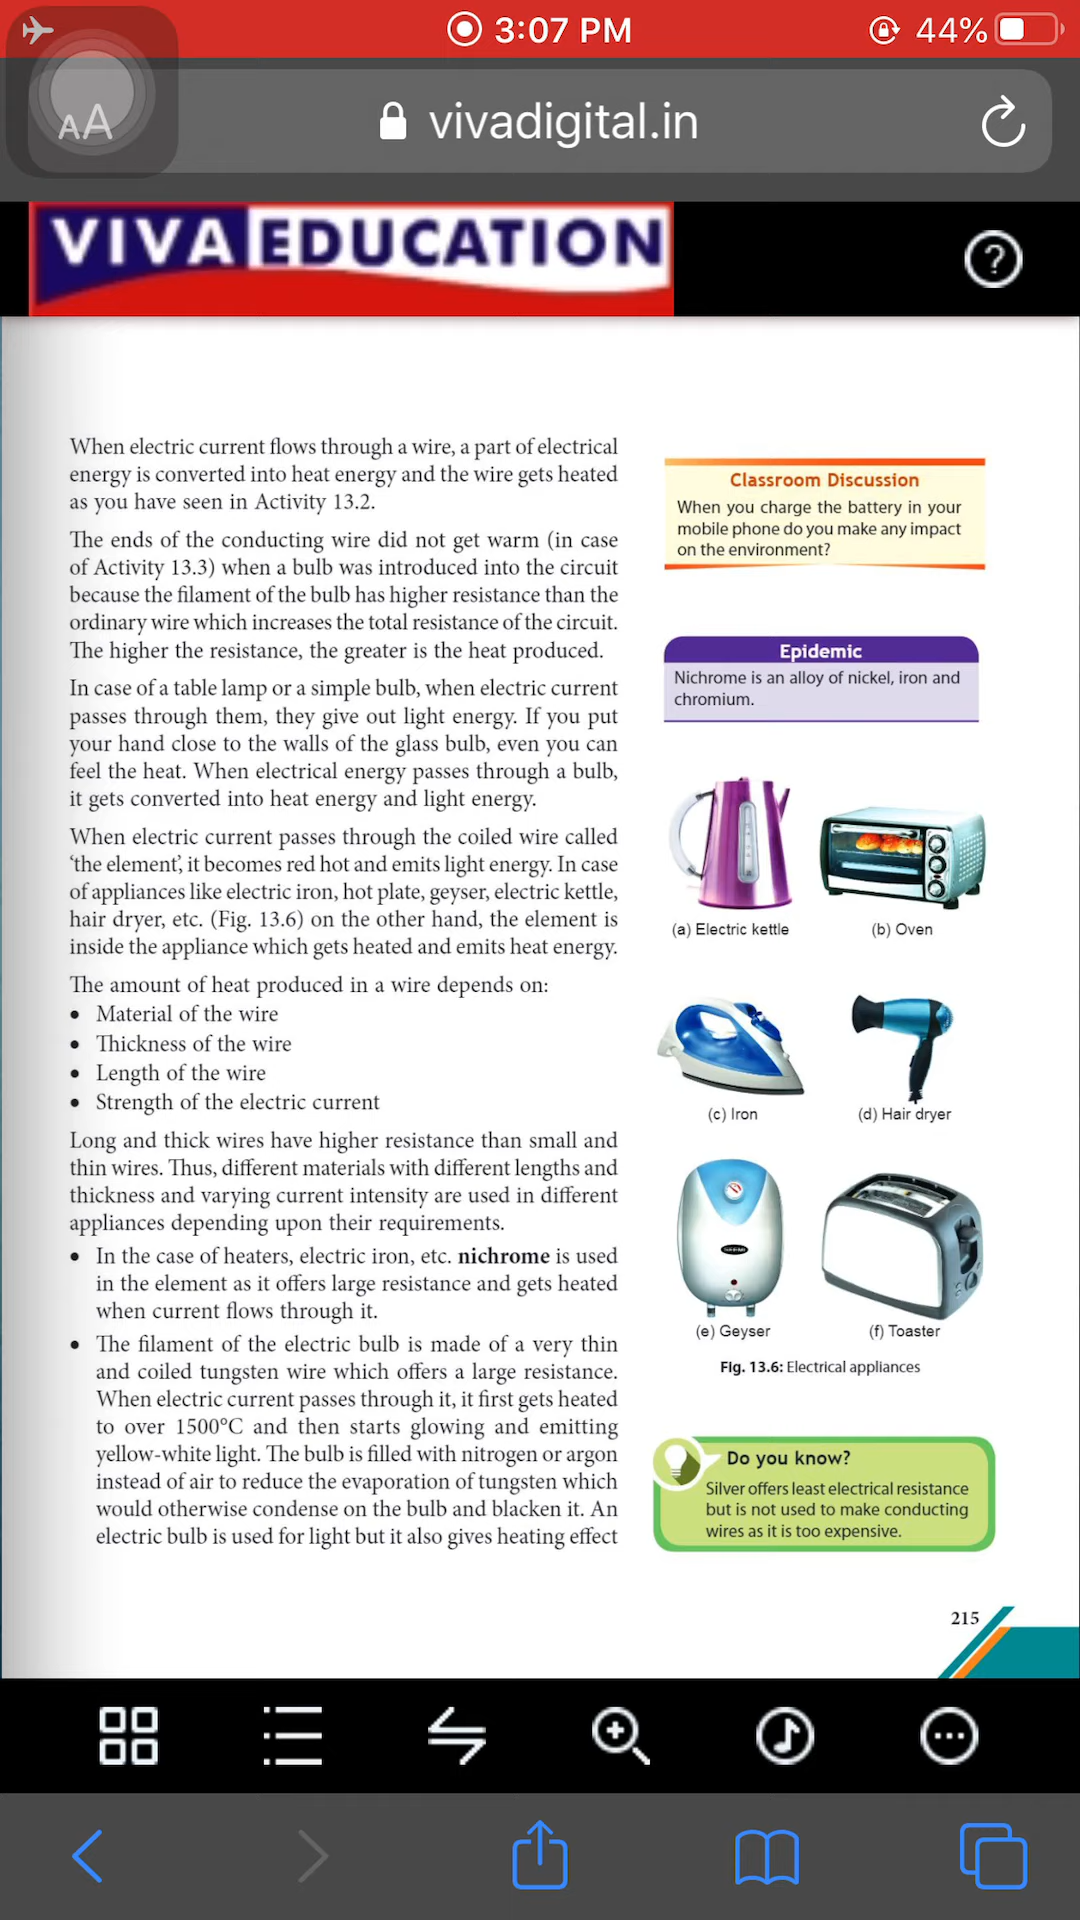 3:07 PM
44%
AA
vivadigital.in
VIVA EDUCATION
?
When electric current flows through a wire, a part of electrical
energy is converted into heat energy and the wire gets heated
as you have seen in Activity 13.2.
The ends of the conducting wire did not get warm (in case
of Activity 13.3) when a bulb was introduced into the circuit
because the filament of the bulb has higher resistance than the
ordinary wire which increases the total resistance of the circuit.
The higher the resistance, the greater is the heat produced.
In case of a table lamp or a simple bulb, when electric current
passes through them, they give out light energy. If you put
your hand close to the walls of the glass bulb, even you can
feel the heat. When electrical energy passes through a bulb,
it gets converted into heat energy and light energy.
When electric current passes through the coiled wire called
‘the element’, it becomes red hot and emits light energy. In case
of appliances like electric iron, hot plate, geyser, electric kettle,
hair dryer, etc. (Fig. 13.6) on the other hand, the element is
inside the appliance which gets heated and emits heat energy.
The amount of heat produced in a wire depends on:
• Material of the wire
• Thickness of the wire
• Length of the wire
• Strength of the electric current
Long and thick wires have higher resistance than small and
thin wires. Thus, different materials with different lengths and
thickness and varying current intensity are used in different
appliances depending upon their requirements.
• In the case of heaters, electric iron, etc. nichrome is used
in the element as it offers large resistance and gets heated
when current flows through it.
• The filament of the electric bulb is made of a very thin
and coiled tungsten wire which offers a large resistance.
When electric current passes through it, it first gets heated
to over 1500°C and then starts glowing and emitting
yellow-white light. The bulb is filled with nitrogen or argon
instead of air to reduce the evaporation of tungsten which
would otherwise condense on the bulb and blacken it. An
electric bulb is used for light but it also gives heating effect
Classroom Discussion
When you charge the battery in your
mobile phone do you make any impact
on the environment?
Epidemic
Nichrome is an alloy of nickel, iron and
chromium.
(a) Electric kettle
(b) Oven
(c) Iron
(d) Hair dryer
(e) Geyser
(f) Toaster
Fig. 13.6: Electrical appliances
Do you know?
Silver offers least electrical resistance
but is not used to make conducting
wires as it is too expensive.
215